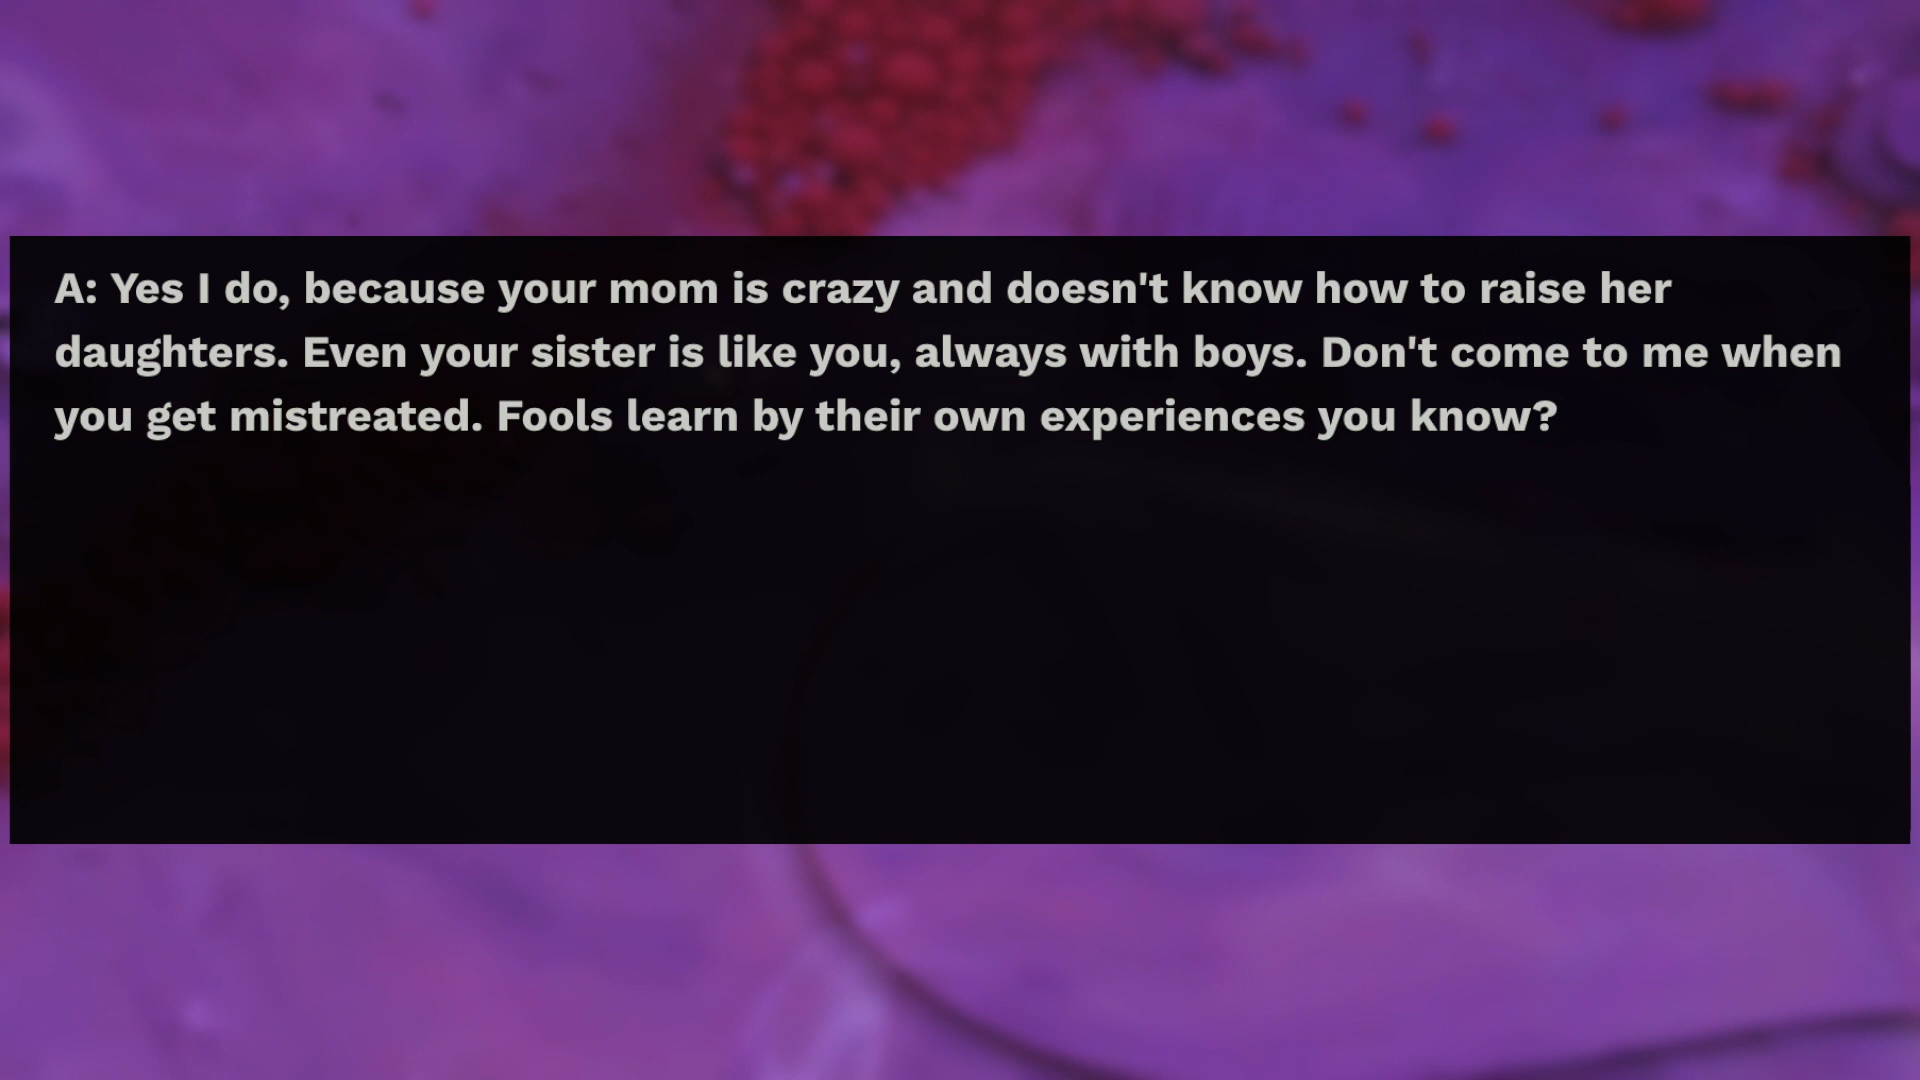 A: Yes I do, because your mom is crazy and doesn't know how to raise her
daughters. Even your sister is like you, always with boys. Don't come to me when
you get mistreated. Fools learn by their own experiences you know?